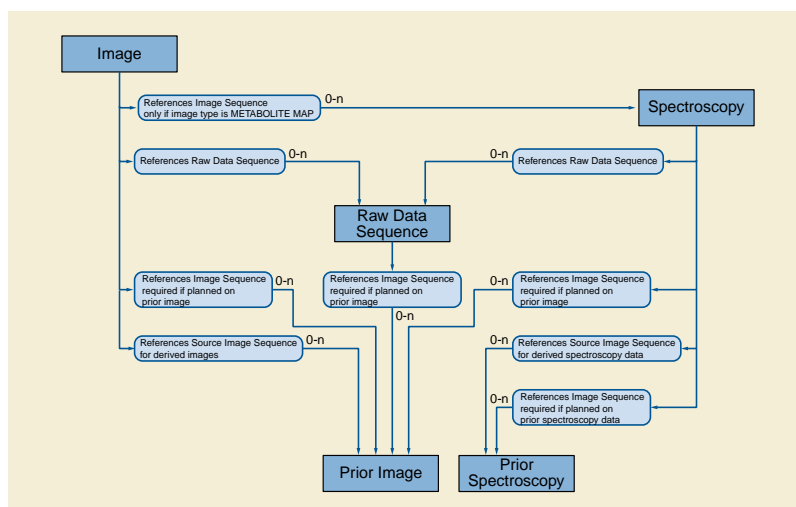 Image
References Image Sequence
only if image type is METABOLITE MAP
0-n
Spectroscopy
References Raw Data Sequence
0-n
0-n
References Raw Data Sequence
Raw Data
Sequence
References Image Sequence
required if planned on
prior image
0-n
References Image Sequence
required if planned on
prior image
0-n
0-n
References Image Sequence
required if planned on
prior image
References Source Image Sequence
for derived images
0-n
0-n
References Source Image Sequence
for derived spectroscopy data
0-n
References Image Sequence
required if planned on
prior spectroscopy data
Prior Image
Prior
Spectroscopy